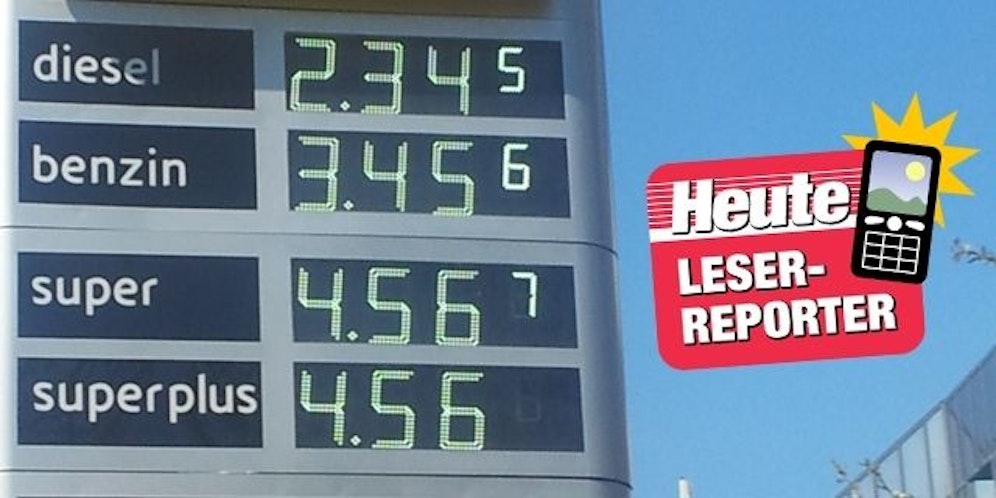 diesel 2.34 5
benzin 3.45 6
super 4.56 7
superplus 4.56
Heute
LESER-
REPORTER